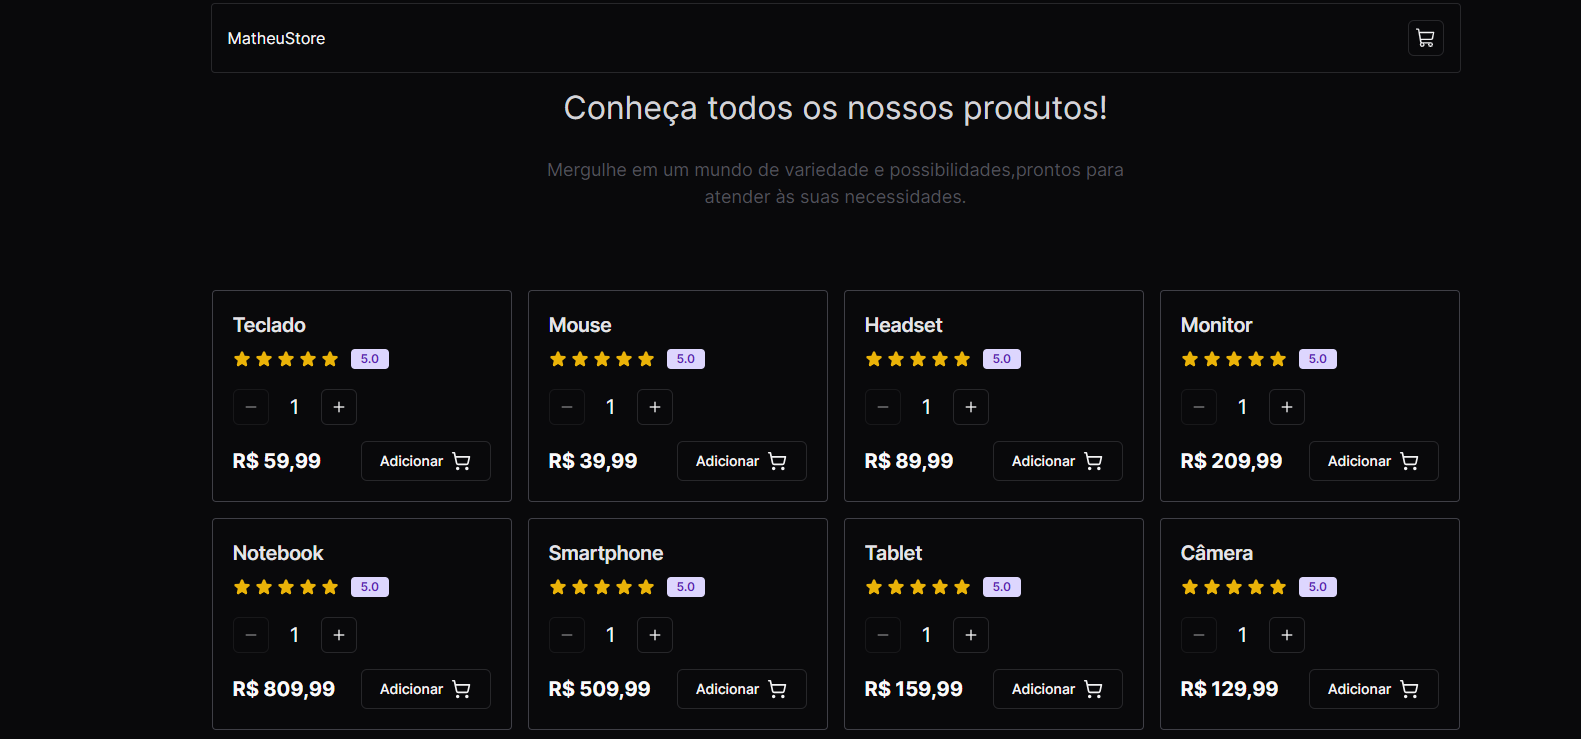 MatheuStore
Conheça todos os nossos produtos!
Mergulhe em um mundo de variedade e possibilidades,prontos para
atender às suas necessidades.
Teclado
5.0
1
R$ 59,99
Adicionar
Mouse
5.0
1
R$ 39,99
Adicionar
Headset
5.0
1
R$ 89,99
Adicionar
Monitor
5.0
1
R$ 209,99
Adicionar
Notebook
5.0
1
R$ 809,99
Adicionar
Smartphone
5.0
1
R$ 509,99
Adicionar
Tablet
5.0
1
R$ 159,99
Adicionar
Câmera
5.0
1
R$ 129,99
Adicionar